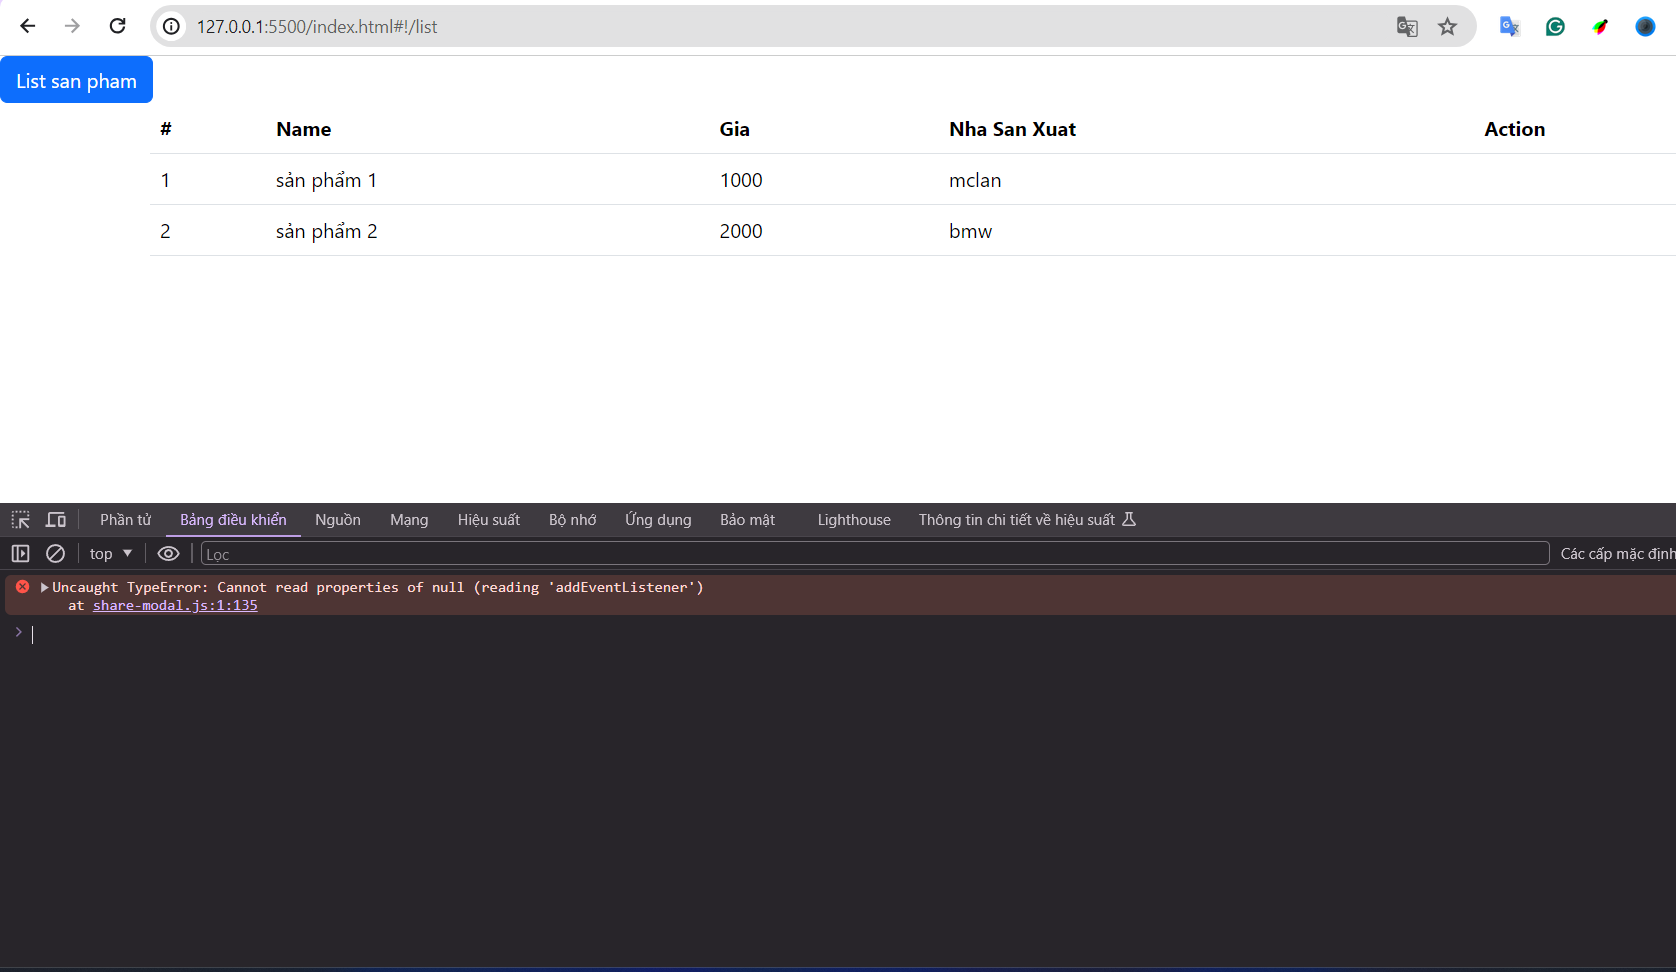 127.0.0.1:5500/index.html#!/list
List san pham
# Name Gia Nha San Xuat Action
1 sản phẩm 1 1000 mclan
2 sản phẩm 2 2000 bmw
Phần tử Bảng điều khiển Nguồn Mạng Hiệu suất Bộ nhớ Ứng dụng Bảo mật Lighthouse Thông tin chi tiết về hiệu suất
top Lọc Các cấp mặc định
Uncaught TypeError: Cannot read properties of null (reading 'addEventListener')
at share-modal.js:1:135